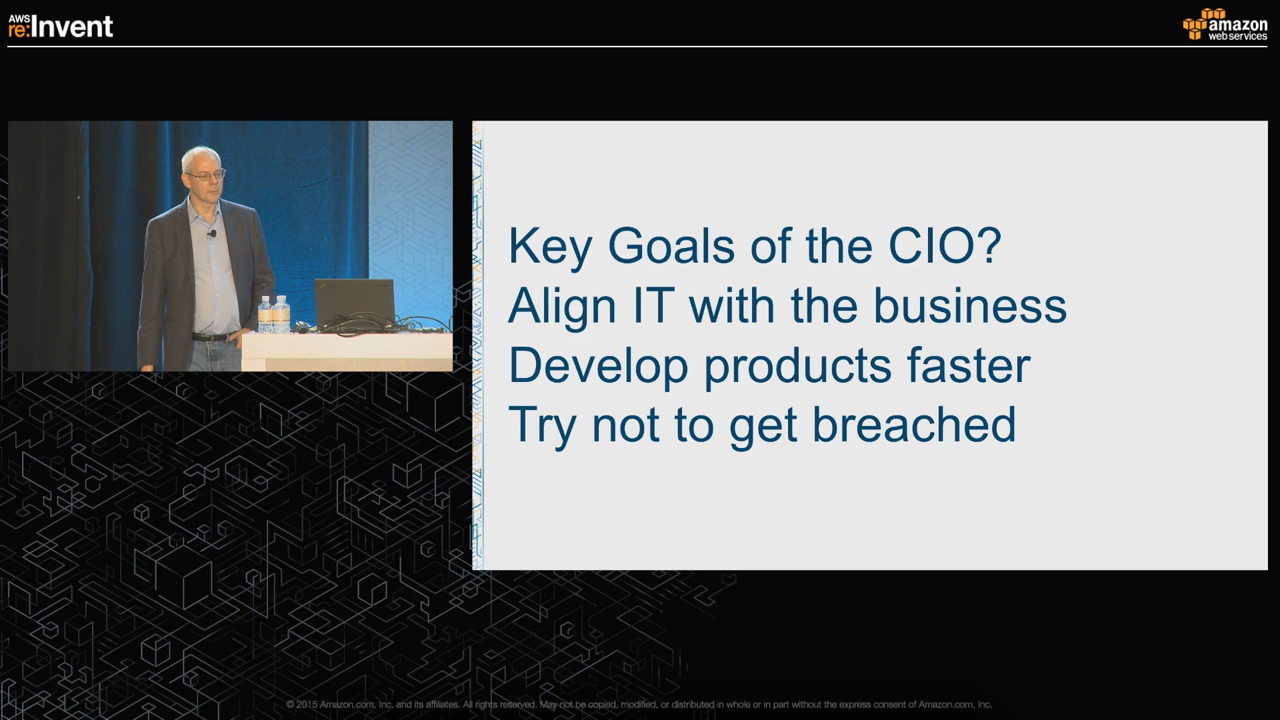 AWS
re:Invent
amazon
web services
Key Goals of the CIO?
Align IT with the business
Develop products faster
Try not to get breached
© 2015 Amazon.com, Inc. and its affiliates. All rights reserved. May not be copied, modified, or distributed in whole or in part without the express consent of Amazon.com, Inc.